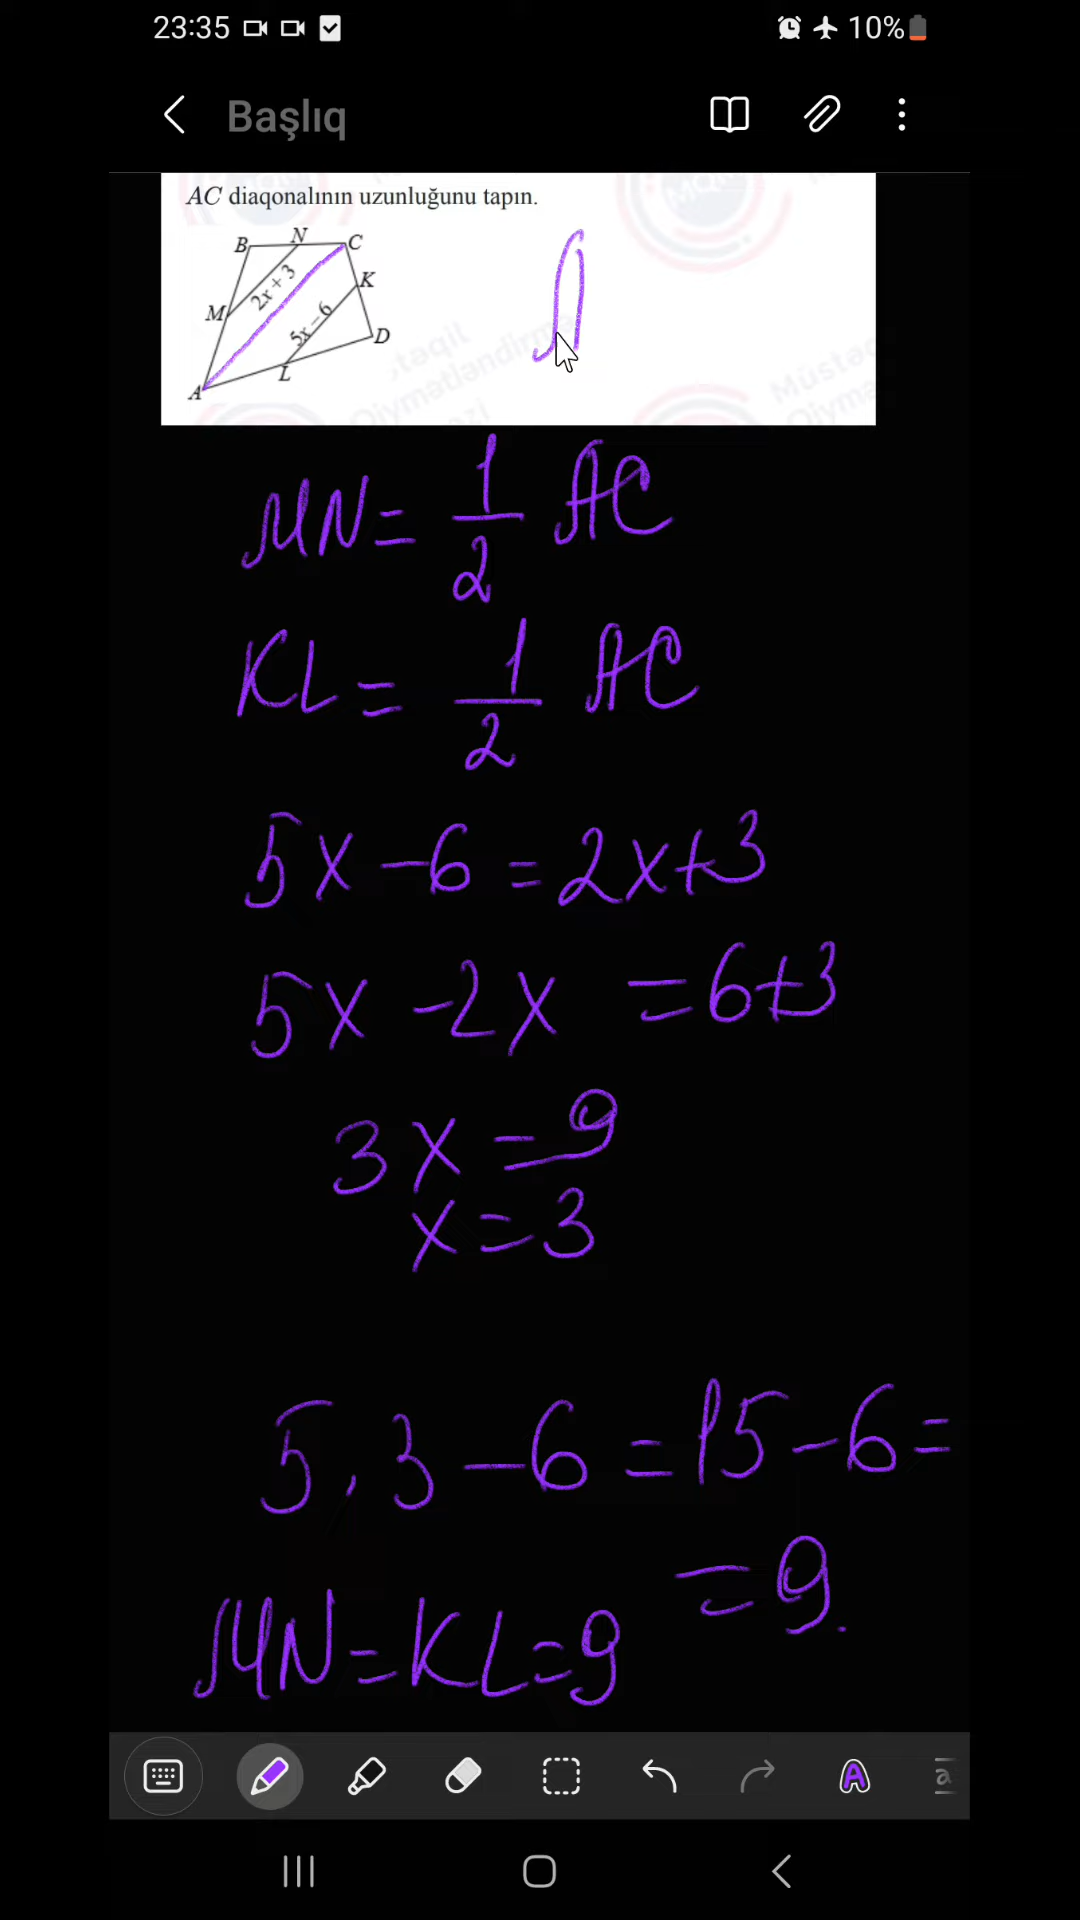 23:35 10%
Başlıq
AC diaqonalının uzunluğunu tapın.
B N C
2x + 3
K
M
5x – 6
D
L
A
MN = 1/2 AC
KL = 1/2 AC
5x – 6 = 2x + 3
5x – 2x = 6 + 3
3x = 9
x = 3
5 . 3 – 6 = 15 – 6 =
= 9.
MN = KL = 9
A a